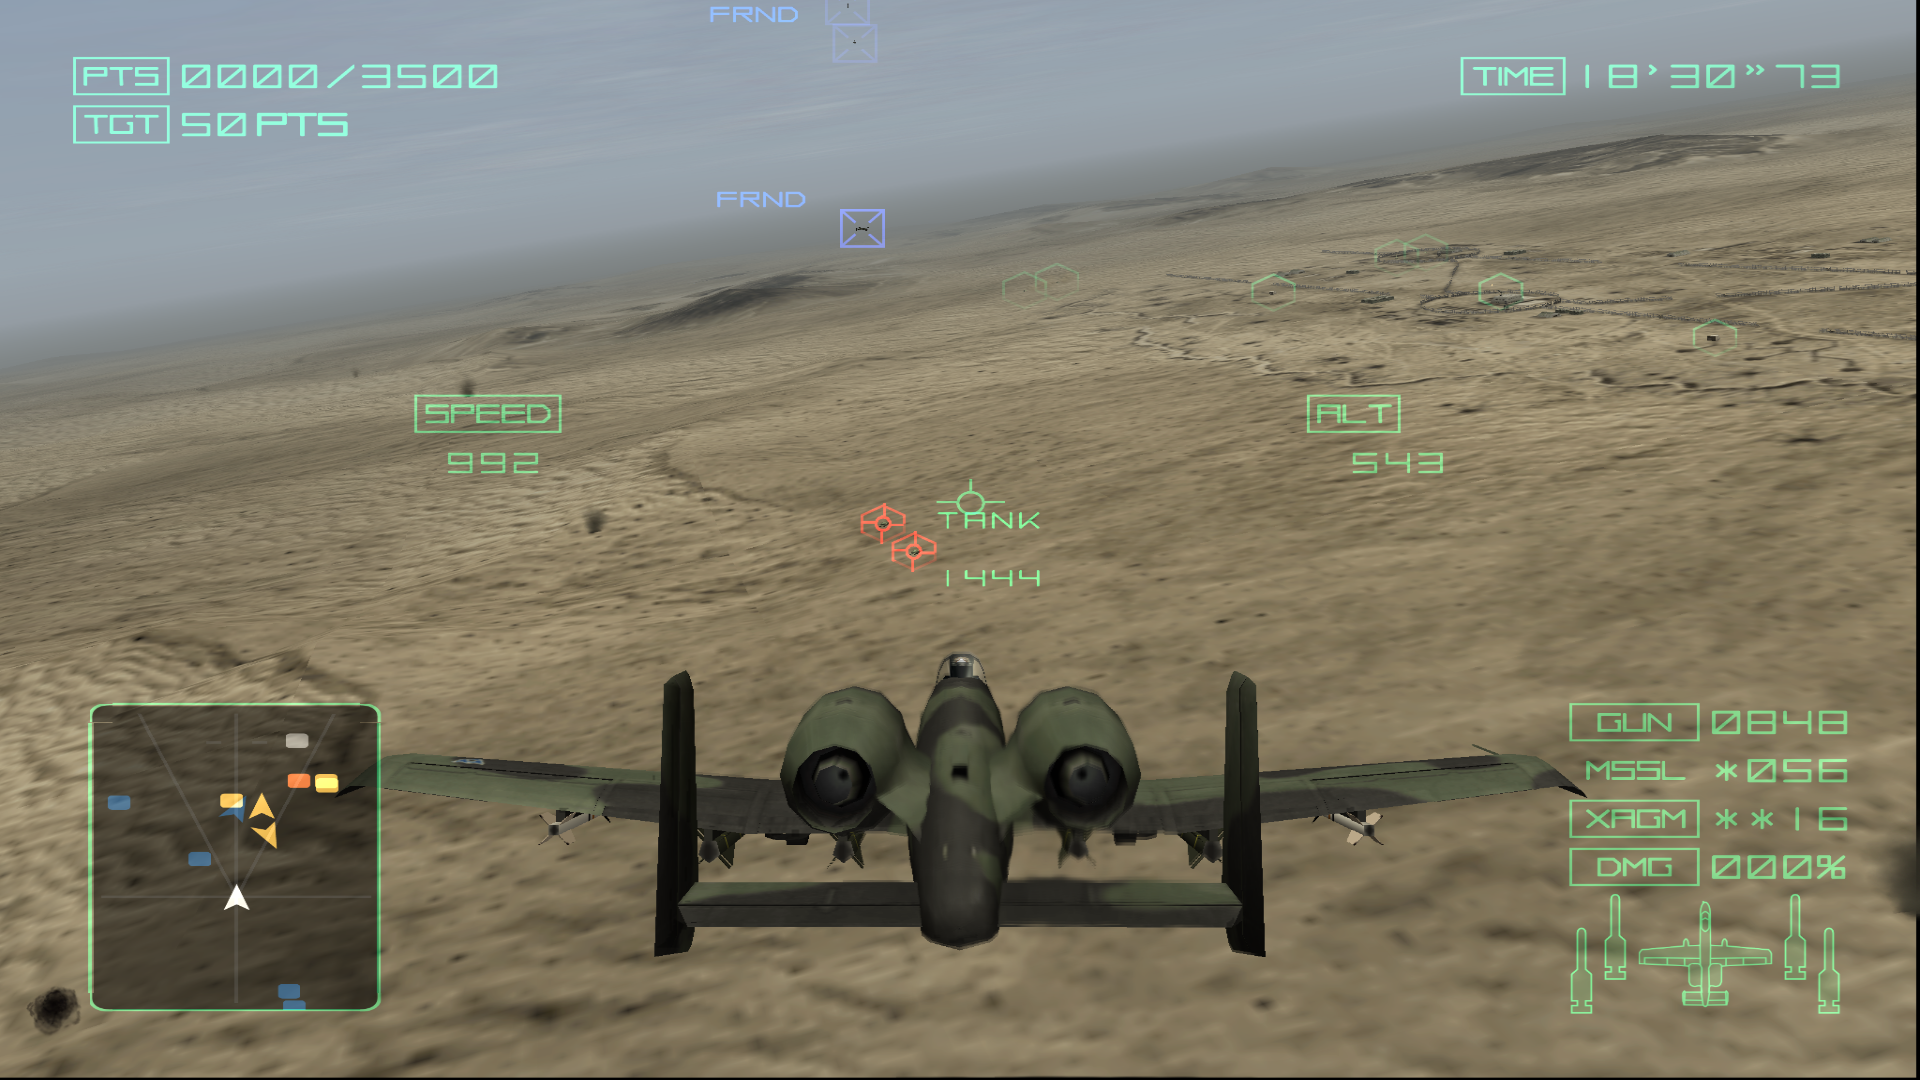 FRND
PTS 0000/3500
TIME 18'30"73
TGT 50PTS
FRND
SPEED
992
ALT
543
TANK
1444
GUN 0848
MSSL *056
XAGM **16
DMG 000%